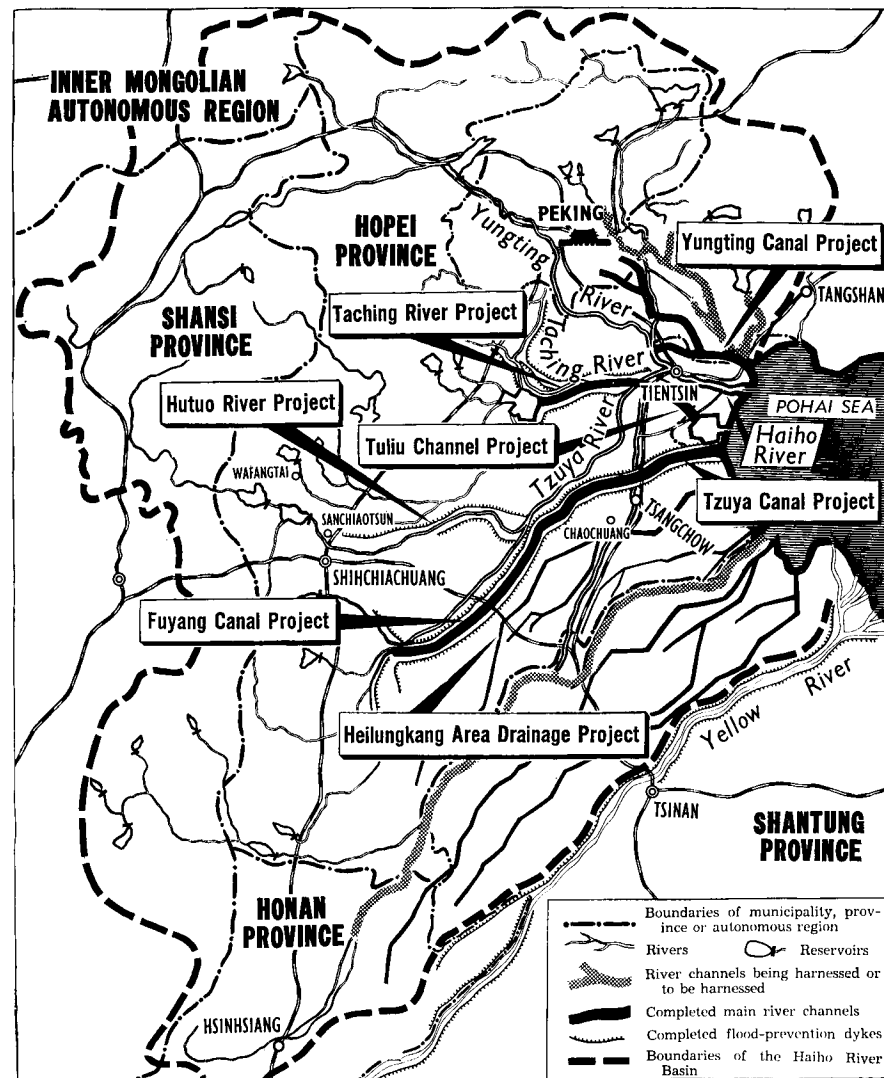 INNER MONGOLIAN
AUTONOMOUS REGION
HOPEI
PROVINCE
PEKING
Yungting
River
Yungting Canal Project
TANGSHAN
Taching River Project
SHANSI
PROVINCE
Taching
River
TIENTSIN
POHAI SEA
Haiho
River
Hutuo River Project
Tuliu Channel Project
Tzuya River
WAFANGTAI
SANCHIAOTSUN
Tzuya Canal Project
TSANGCHOW
CHAOCHUANG
SHIHCHIACHUANG
Fuyang Canal Project
Heilungkang Area Drainage Project
Yellow River
TSINAN
SHANTUNG
PROVINCE
HONAN
PROVINCE
HSINHSIANG
Boundaries of municipality, prov-
ince or autonomous region
Rivers Reservoirs
River channels being harnessed or
to be harnessed
Completed main river channels
Completed flood-prevention dykes
Boundaries of the Haiho River
Basin